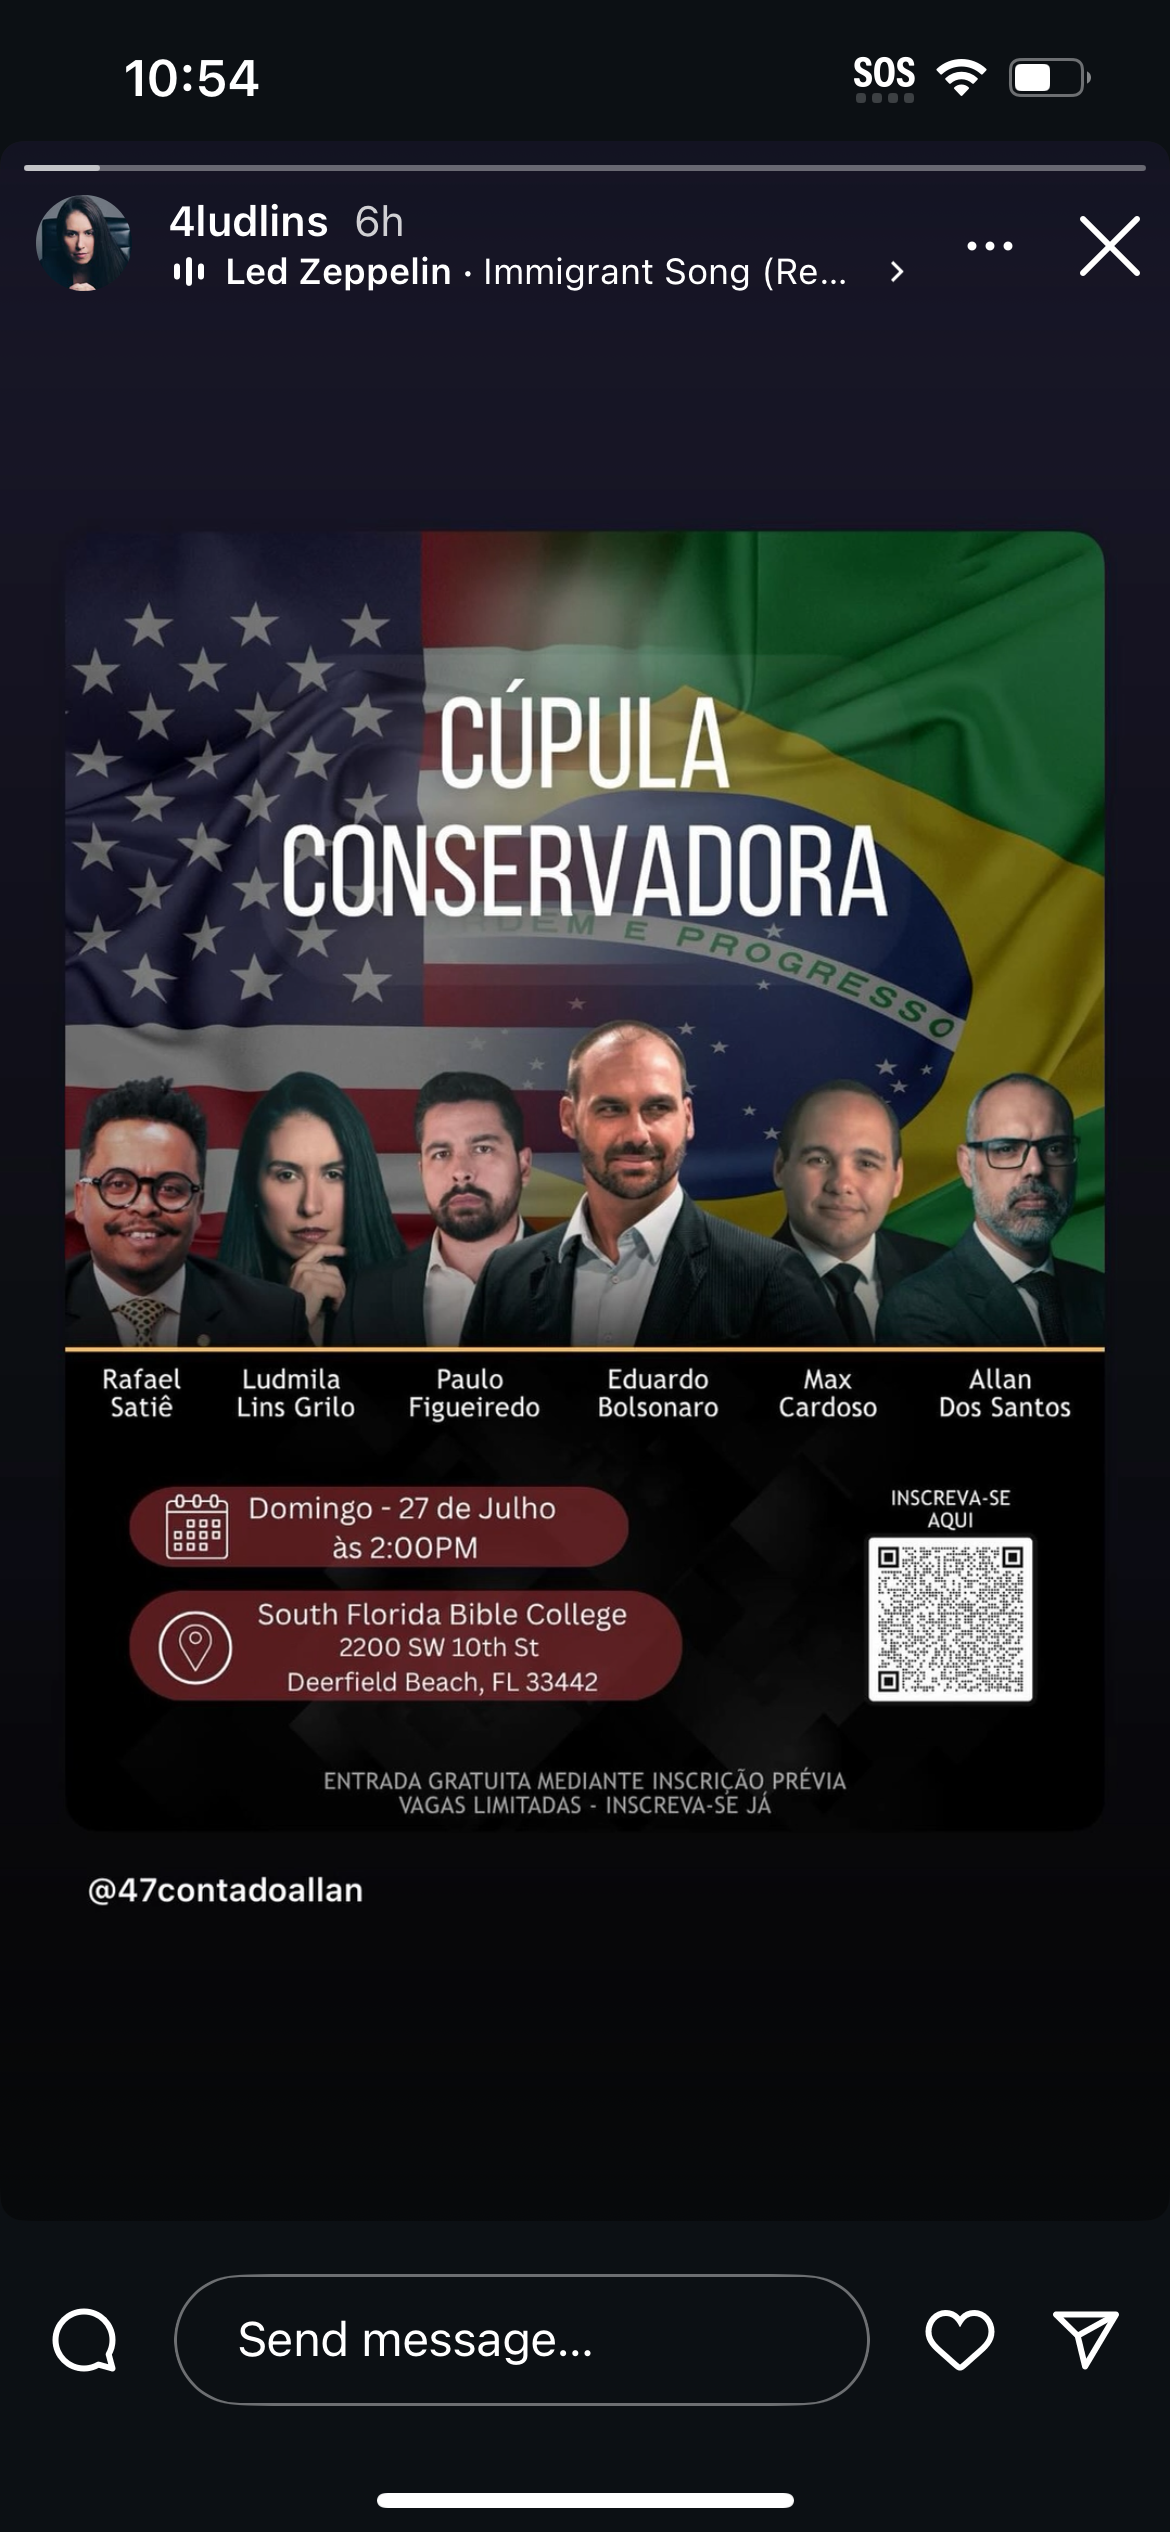 10:54
SOS
4ludlins 6h
Led Zeppelin · Immigrant Song (Re...
CÚPULA
CONSERVADORA
RDEM E PROGRESSO
Rafael
Satiê
Ludmila
Lins Grilo
Paulo
Figueiredo
Eduardo
Bolsonaro
Max
Cardoso
Allan
Dos Santos
Domingo - 27 de Julho
às 2:00PM
South Florida Bible College
2200 SW 10th St
Deerfield Beach, FL 33442
INSCREVA-SE
AQUI
ENTRADA GRATUITA MEDIANTE INSCRIÇÃO PRÉVIA
VAGAS LIMITADAS - INSCREVA-SE JÁ
@47contadoallan
Send message...